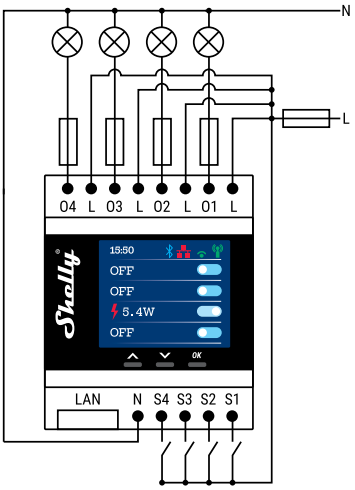 N
L
O4 L O3 L O2 L O1 L
Shelly®
15:50
OFF
OFF
5.4W
OFF
OK
LAN N S4 S3 S2 S1